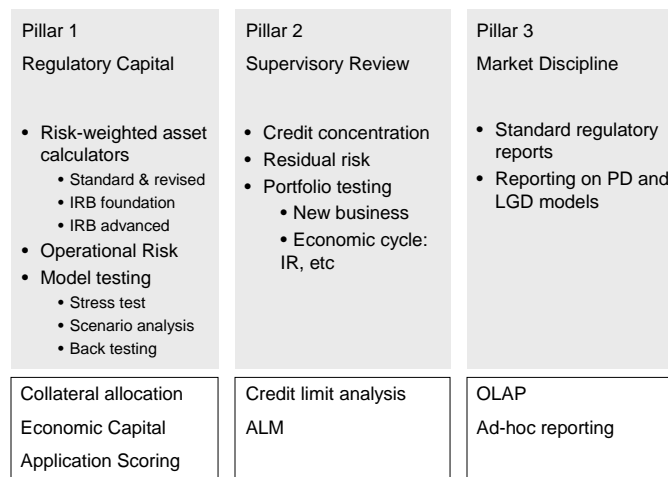 Pillar 1
Regulatory Capital
• Risk-weighted asset
calculators
• Standard & revised
• IRB foundation
• IRB advanced
• Operational Risk
• Model testing
• Stress test
• Scenario analysis
• Back testing
Collateral allocation
Economic Capital
Application Scoring
Pillar 2
Supervisory Review
• Credit concentration
• Residual risk
• Portfolio testing
• New business
• Economic cycle:
IR, etc
Credit limit analysis
ALM
Pillar 3
Market Discipline
• Standard regulatory
reports
• Reporting on PD and
LGD models
OLAP
Ad-hoc reporting